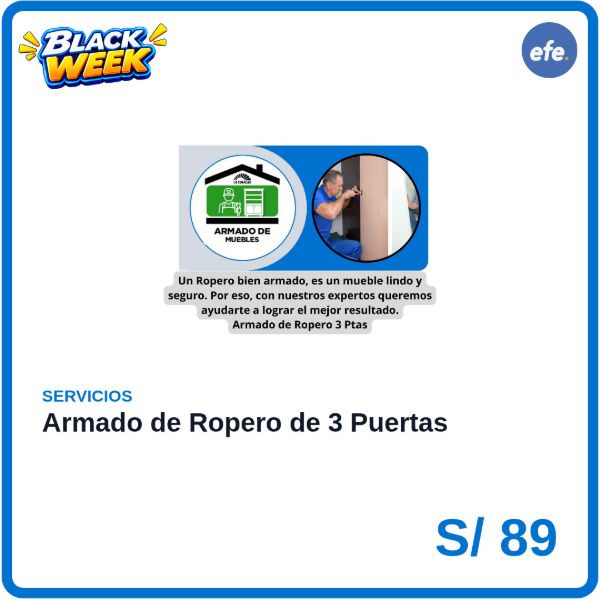 BLACK
WEEK
efe.
LA CURACAO
ARMADO DE
MUEBLES
Un Ropero bien armado, es un mueble lindo y
seguro. Por eso, con nuestros expertos queremos
ayudarte a lograr el mejor resultado.
Armado de Ropero 3 Ptas
SERVICIOS
Armado de Ropero de 3 Puertas
S/ 89